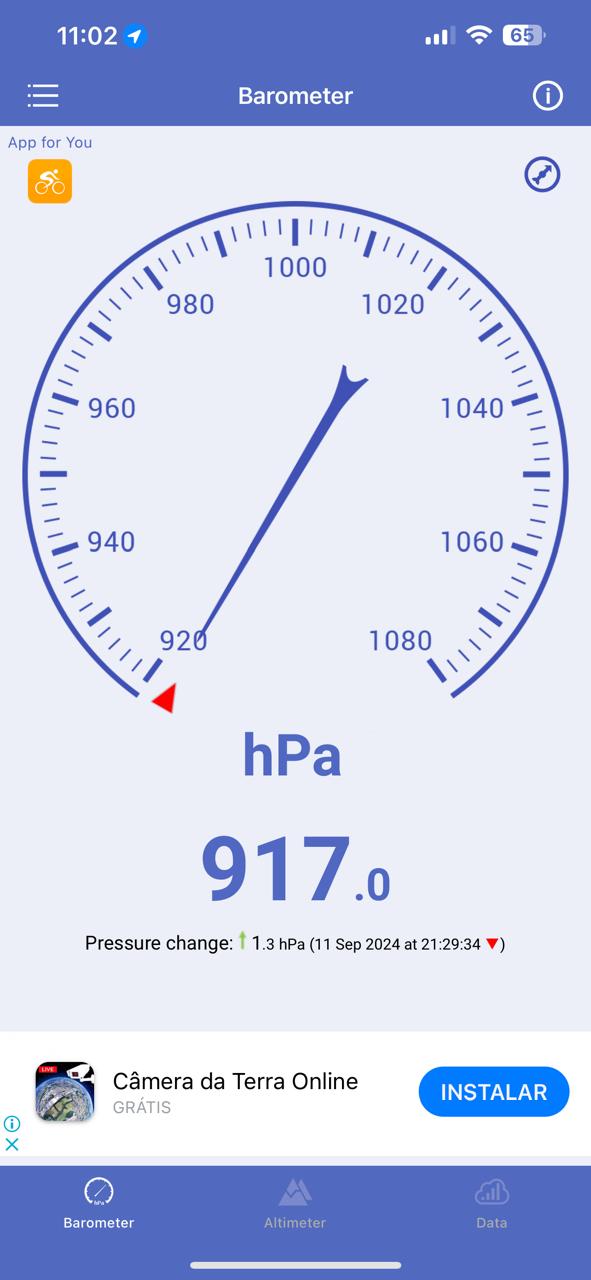 11:02
65
Barometer
App for You
1000
980
1020
960
1040
940
1060
920
1080
hPa
917.0
Pressure change: 1.3 hPa (11 Sep 2024 at 21:29:34 )
LIVE
Câmera da Terra Online
GRÁTIS
INSTALAR
hPa
Barometer
Altimeter
Data